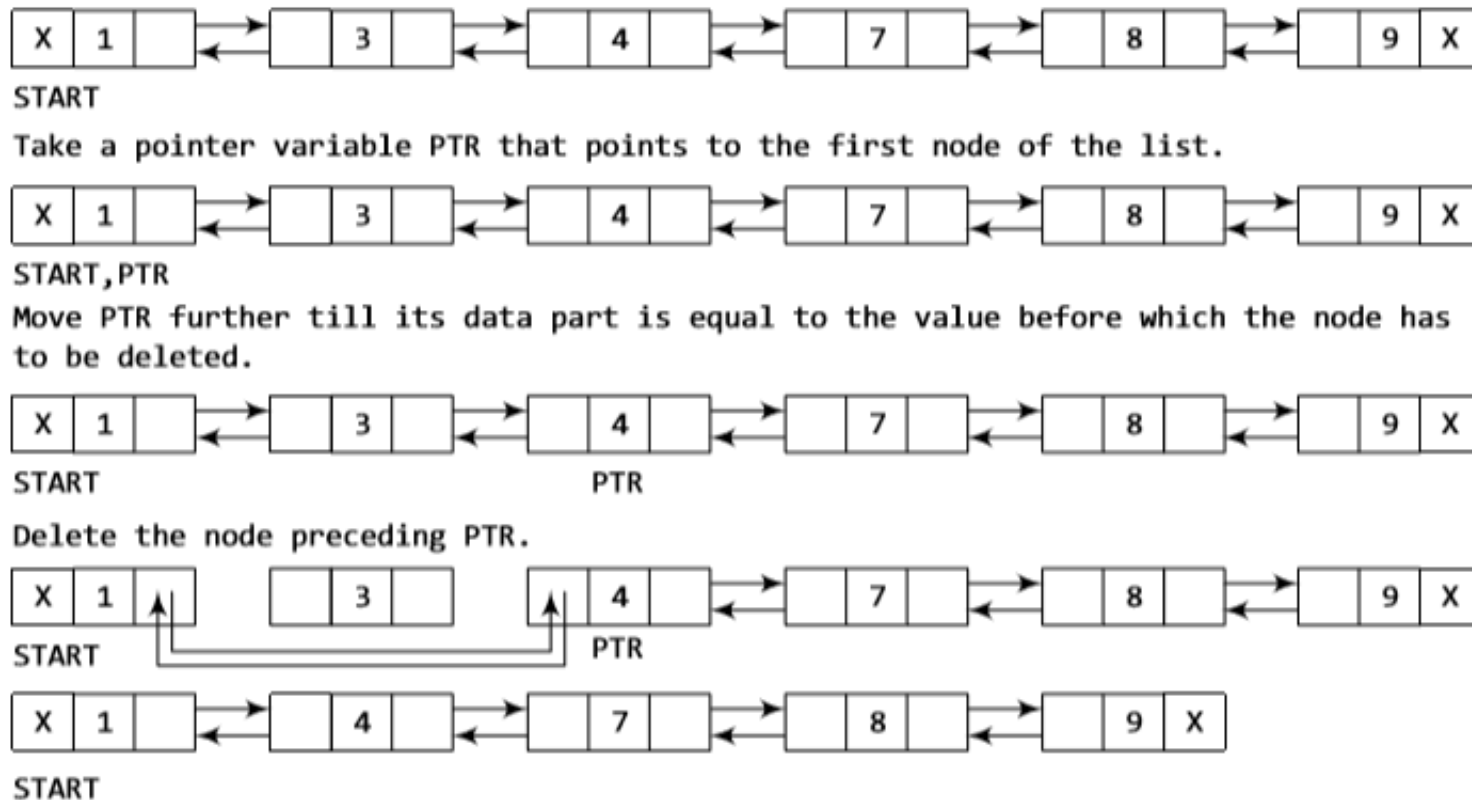 X 1 3 4 7 8 9 X
START
Take a pointer variable PTR that points to the first node of the list.
X 1 3 4 7 8 9 X
START,PTR
Move PTR further till its data part is equal to the value before which the node has
to be deleted.
X 1 3 4 7 8 9 X
START PTR
Delete the node preceding PTR.
X 1 3 4 7 8 9 X
START PTR
X 1 4 7 8 9 X
START